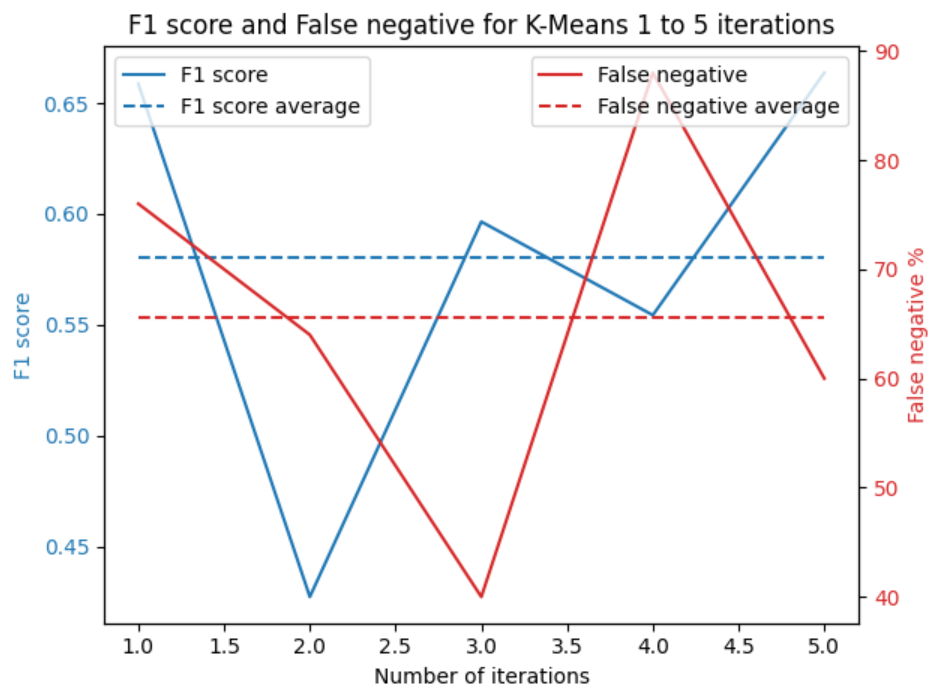 F1 score and False negative for K-Means 1 to 5 iterations
F1 score
F1 score average
False negative
False negative average
0.65
0.60
0.55
0.50
0.45
F1 score
90
80
70
60
50
40
False negative %
1.0 1.5 2.0 2.5 3.0 3.5 4.0 4.5 5.0
Number of iterations